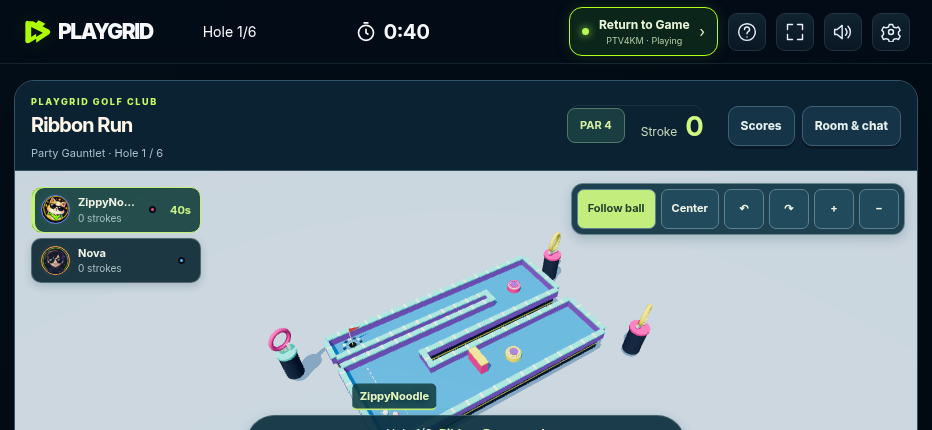 PLAYGRID
Hole 1/6
0:40
Return to Game
PTV4KM · Playing
PLAYGRID GOLF CLUB
Ribbon Run
Party Gauntlet · Hole 1 / 6
PAR 4
Stroke 0
Scores
Room & chat
ZippyNo...
0 strokes
40s
Nova
0 strokes
Follow ball
Center
ZippyNoodle